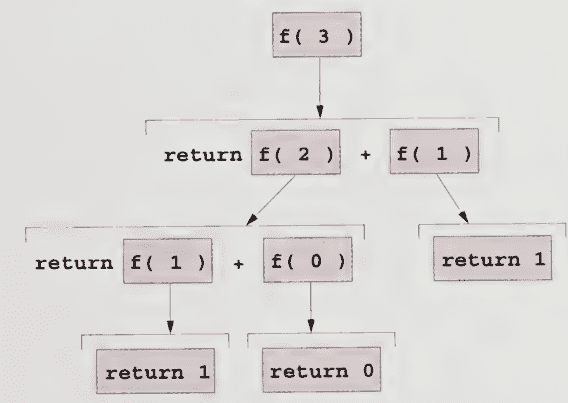 f( 3 )
return f( 2 ) + f( 1 )
return f( 1 ) + f( 0 )
return 1
return 1
return 0